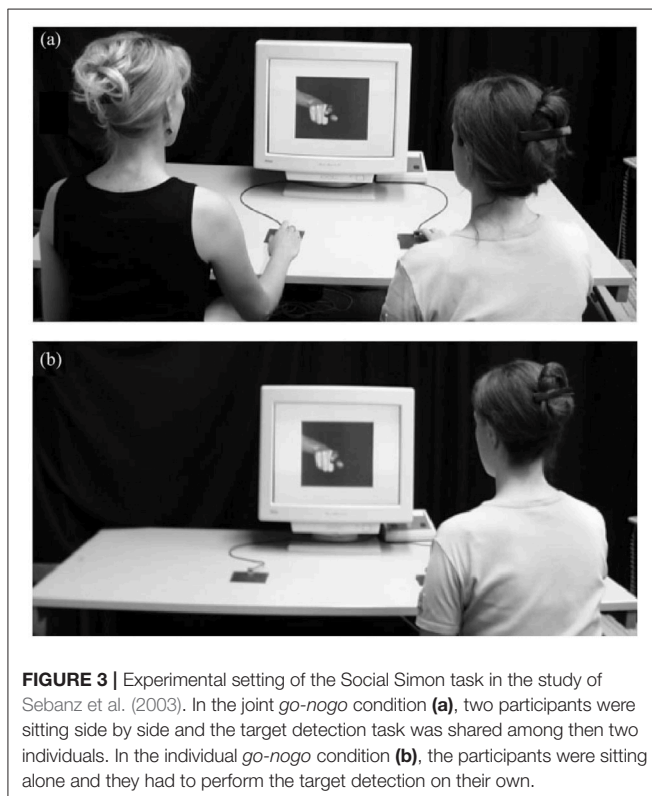 (a)
(b)
FIGURE 3 | Experimental setting of the Social Simon task in the study of
Sebanz et al. (2003). In the joint go-nogo condition (a), two participants were
sitting side by side and the target detection task was shared among then two
individuals. In the individual go-nogo condition (b), the participants were sitting
alone and they had to perform the target detection on their own.